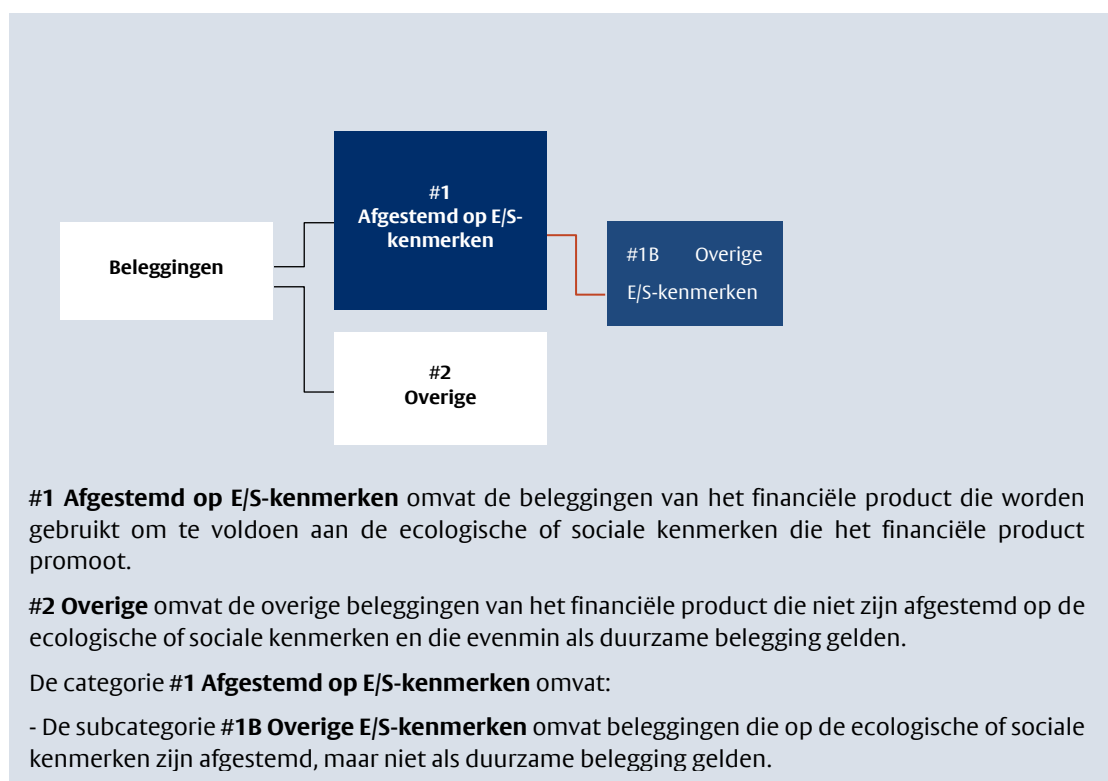 #1
Afgestemd op E/S-
kenmerken
Beleggingen
#1B Overige
E/S-kenmerken
#2
Overige
#1 Afgestemd op E/S-kenmerken omvat de beleggingen van het financiële product die worden
gebruikt om te voldoen aan de ecologische of sociale kenmerken die het financiële product
promoot.
#2 Overige omvat de overige beleggingen van het financiële product die niet zijn afgestemd op de
ecologische of sociale kenmerken en die evenmin als duurzame belegging gelden.
De categorie #1 Afgestemd op E/S-kenmerken omvat:
- De subcategorie #1B Overige E/S-kenmerken omvat beleggingen die op de ecologische of sociale
kenmerken zijn afgestemd, maar niet als duurzame belegging gelden.